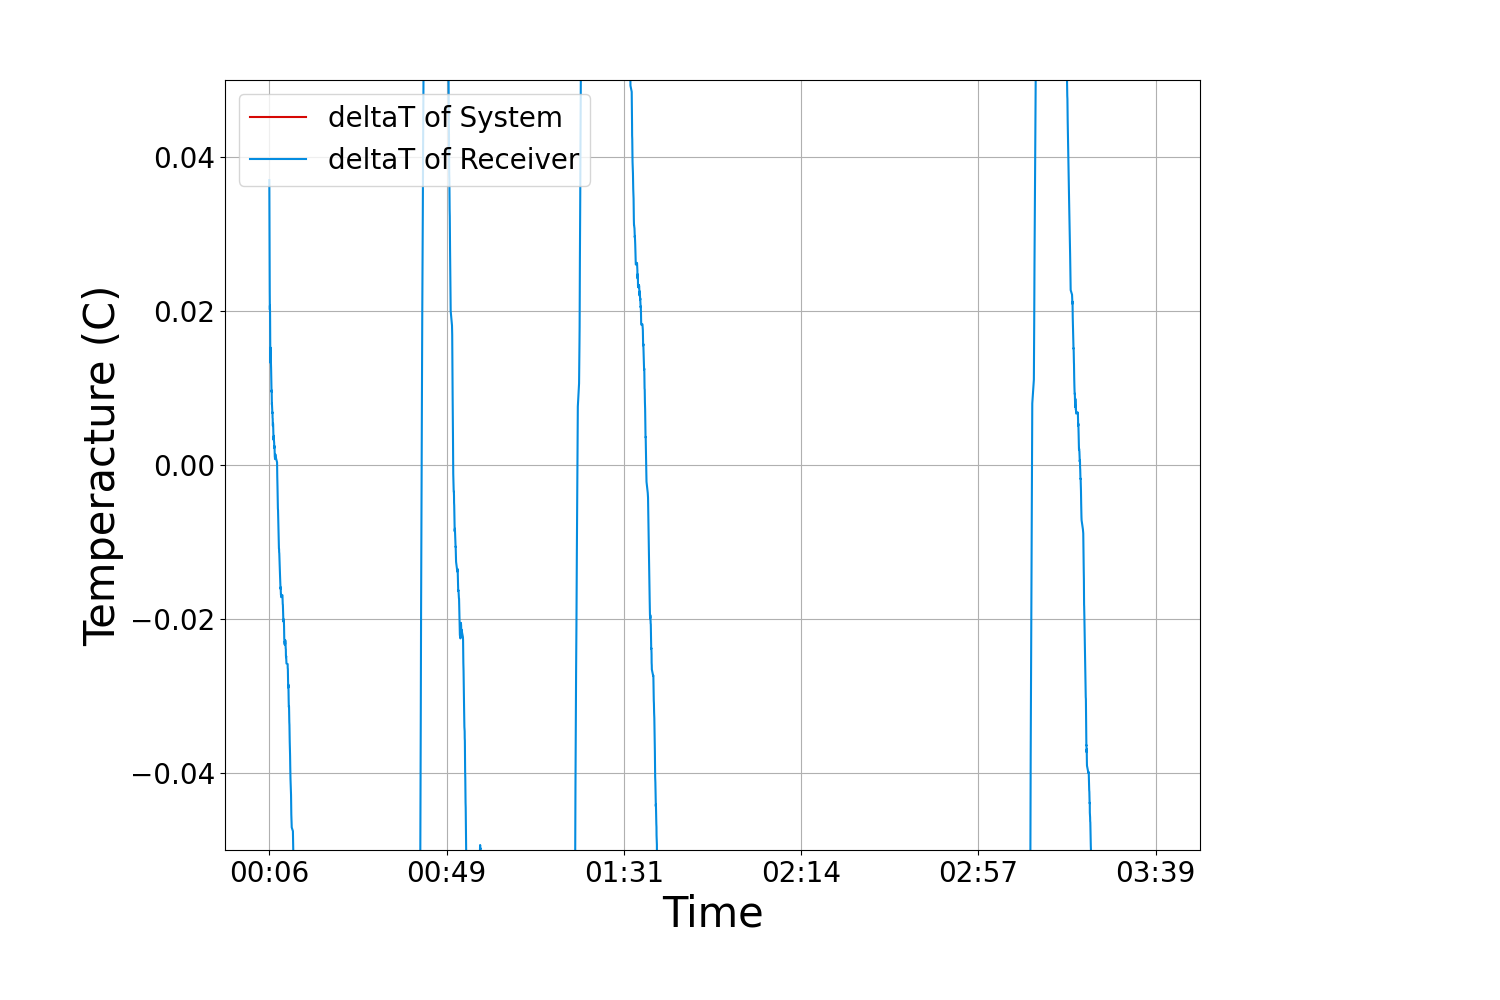 deltaT of System
deltaT of Receiver
Temperacture (C)
0.04
0.02
0.00
−0.02
−0.04
00:06
00:49
01:31
02:14
02:57
03:39
Time